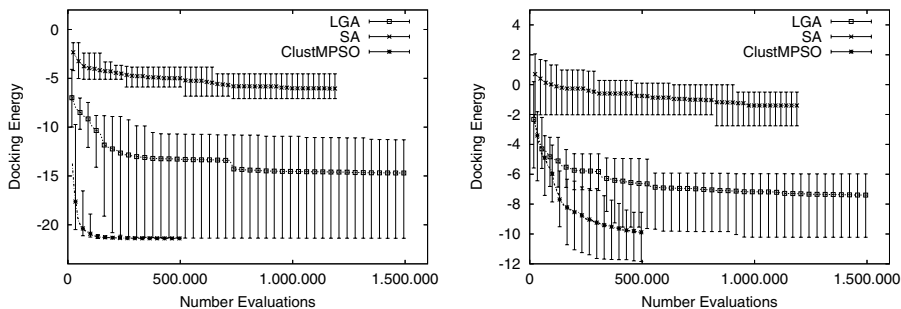 Docking Energy
0
-5
-10
-15
-20
0
500.000
1.000.000
1.500.000
Number Evaluations
LGA
SA
ClustMPSO
Docking Energy
4
2
0
-2
-4
-6
-8
-10
-12
0
500.000
1.000.000
1.500.000
Number Evaluations
LGA
SA
ClustMPSO